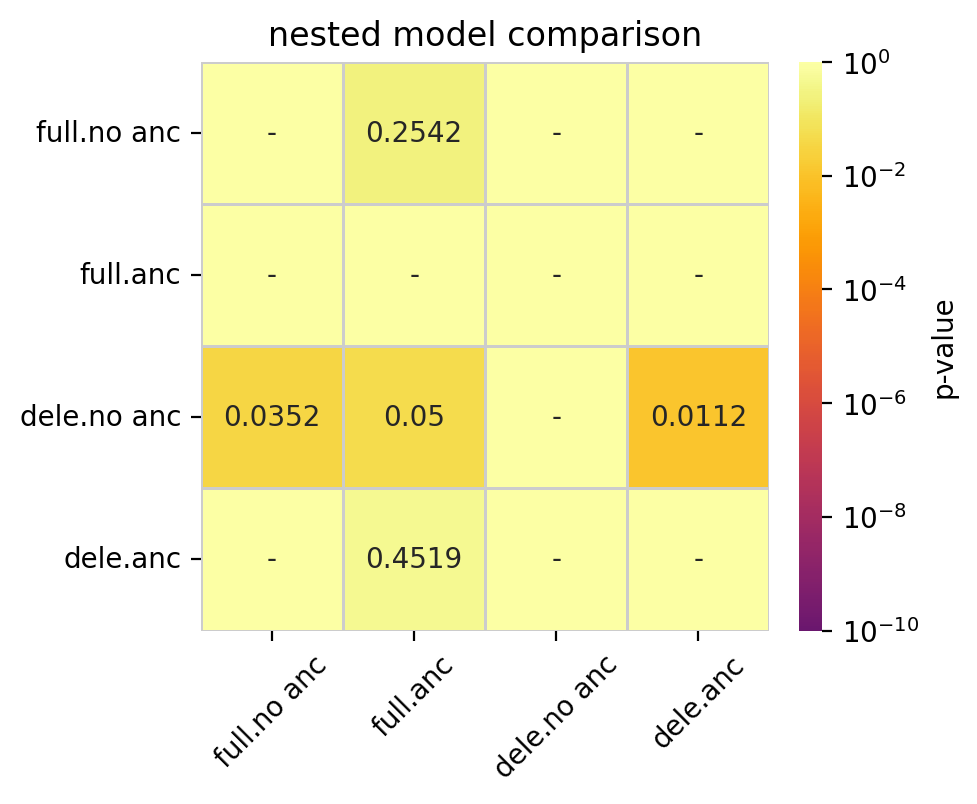 nested model comparison
full.no anc - 0.2542 - -
full.anc - - - -
dele.no anc 0.0352 0.05 - 0.0112
dele.anc - 0.4519 - -
full.no anc full.anc dele.no anc dele.anc
10⁰
10⁻²
10⁻⁴
10⁻⁶
10⁻⁸
10⁻¹⁰
p-value